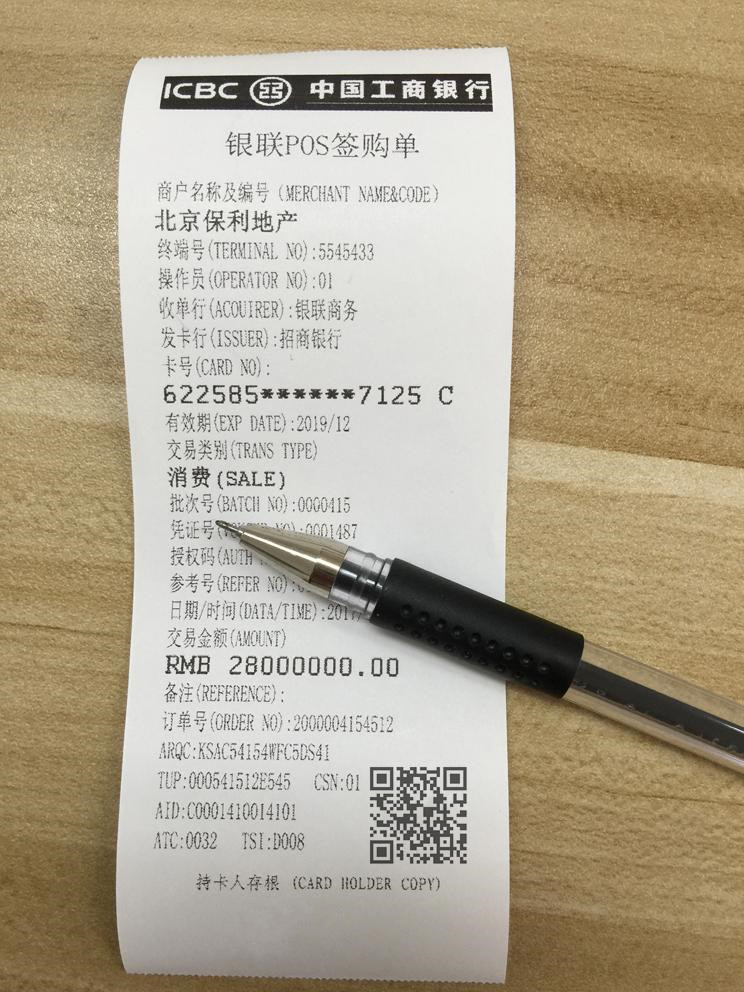 ICBC 中国工商银行
银联POS签购单
商户名称及编号 (MERCHANT NAME&CODE)
北京保利地产
终端号(TERMINAL NO):5545433
操作员(OPERATOR NO):01
收单行(ACOUIRER):银联商务
发卡行(ISSUER):招商银行
卡号(CARD NO):
622585******7125 C
有效期(EXP DATE):2019/12
交易类别(TRANS TYPE)
消费(SALE)
批次号(BATCH NO):0000415
凭证号 NO):0001487
授权码(AUTH
参考号(REFER NO):
日期/时间(DATA/TIME):2017
交易金额(AMOUNT)
RMB 28000000.00
备注(REFERENCE):
订单号(ORDER NO):2000004154512
ARQC:KSAC54154WFC5DS41
TUP:000541512E545 CSN:01
AID:C0001410014101
ATC:0032 TSI:D008
持卡人存根 (CARD HOLDER COPY)